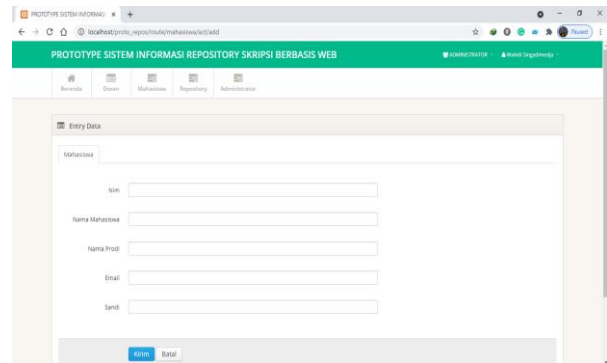 PROTOTYPE SISTEM INFORMASI
localhost/proto_repos/route/mahasiswa/act/add
Paused
PROTOTYPE SISTEM INFORMASI REPOSITORY SKRIPSI BERBASIS WEB
ADMINISTRATOR
Beranda Dosen Mahasiswa Repository Administrator
Entry Data
Mahasiswa
Nim
Nama Mahasiswa
Nama Prodi
Email
Sandi
Kirim Batal